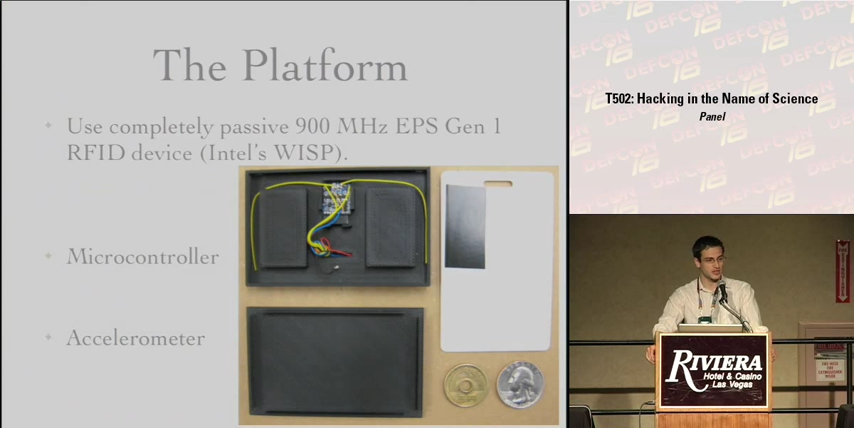 The Platform
Use completely passive 900 MHz EPS Gen 1
RFID device (Intel's WISP).
Microcontroller
Accelerometer
DEFCON
16
T502: Hacking in the Name of Science
Panel
RIVIERA
Hotel & Casino
Las Vegas